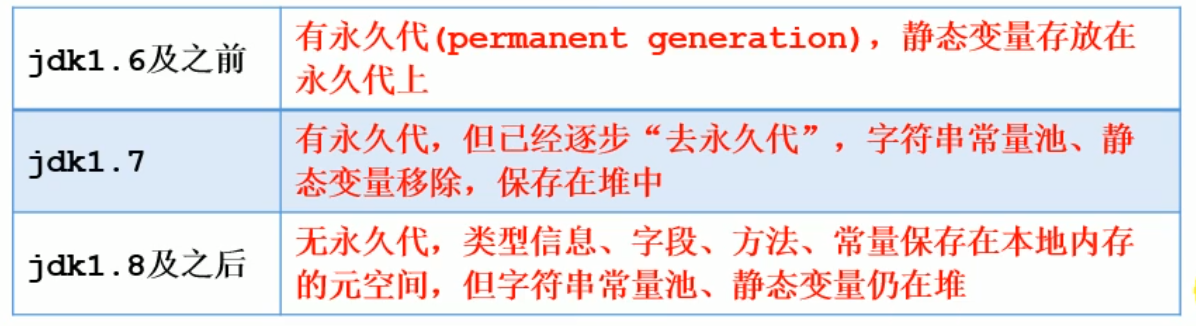 jdk1.6及之前
有永久代(permanent generation)，静态变量存放在
永久代上
jdk1.7
有永久代，但已经逐步“去永久代”，字符串常量池、静
态变量移除，保存在堆中
jdk1.8及之后
无永久代，类型信息、字段、方法、常量保存在本地内存
的元空间，但字符串常量池、静态变量仍在堆